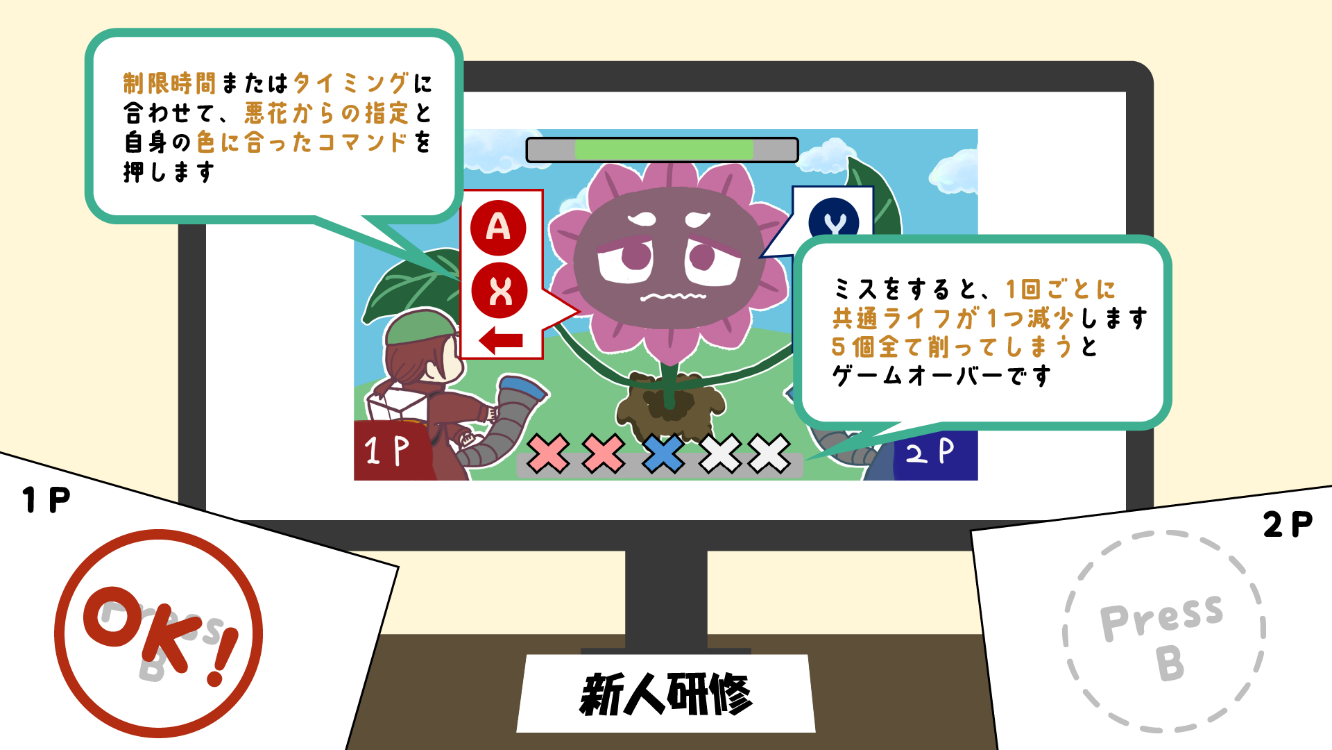 制限時間またはタイミングに
合わせて、悪花からの指定と
自身の色に合ったコマンドを
押します
A
X
Y
ミスをすると、1回ごとに
共通ライフが1つ減少します
5個全て削ってしまうと
ゲームオーバーです
1P
2P
1P
2P
Press
B
OK!
Press
B
新人研修